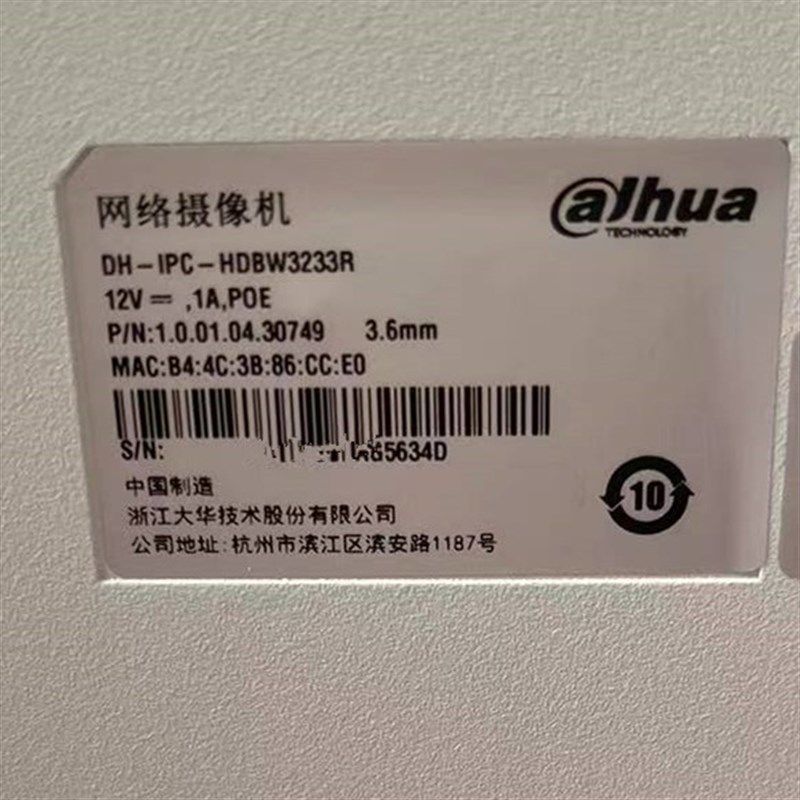 网络摄像机
alhua
TECHNOLOGY
DH-IPC-HDBW3233R
12V ⎓ ,1A,POE
P/N:1.0.01.04.30749 3.6mm
MAC:B4:4C:3B:86:CC:E0
S/N: 85634D
中国制造
浙江大华技术股份有限公司
公司地址:杭州市滨江区滨安路1187号
10